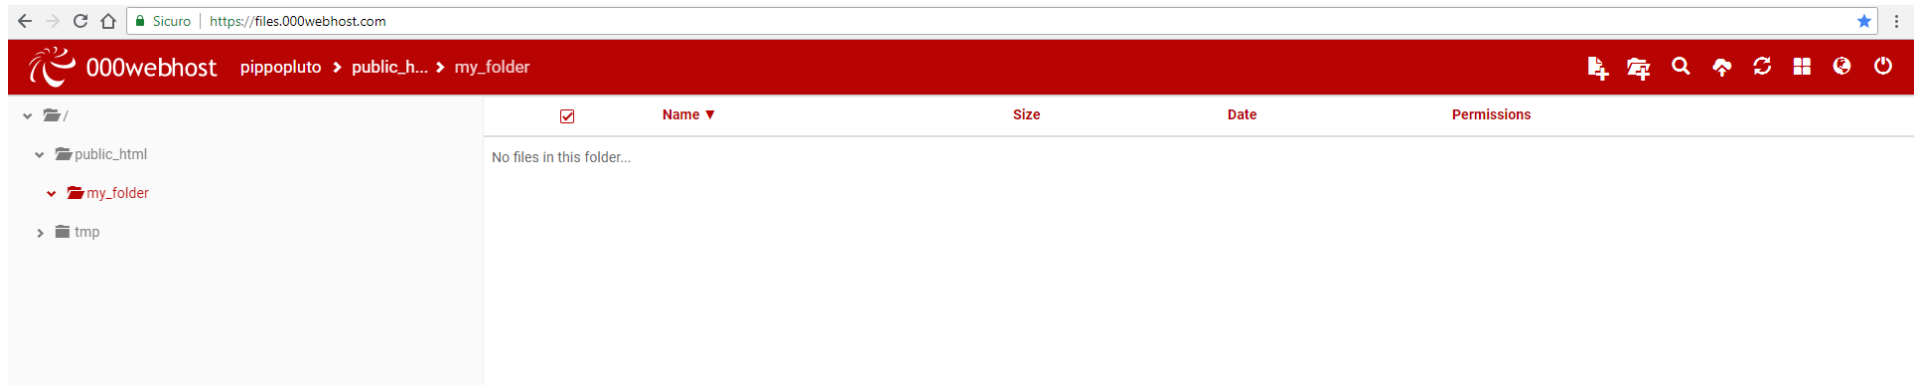 Sicuro https://files.000webhost.com
000webhost pippopluto > public_h... > my_folder
/
Name ▼ Size Date Permissions
public_html
No files in this folder...
my_folder
tmp